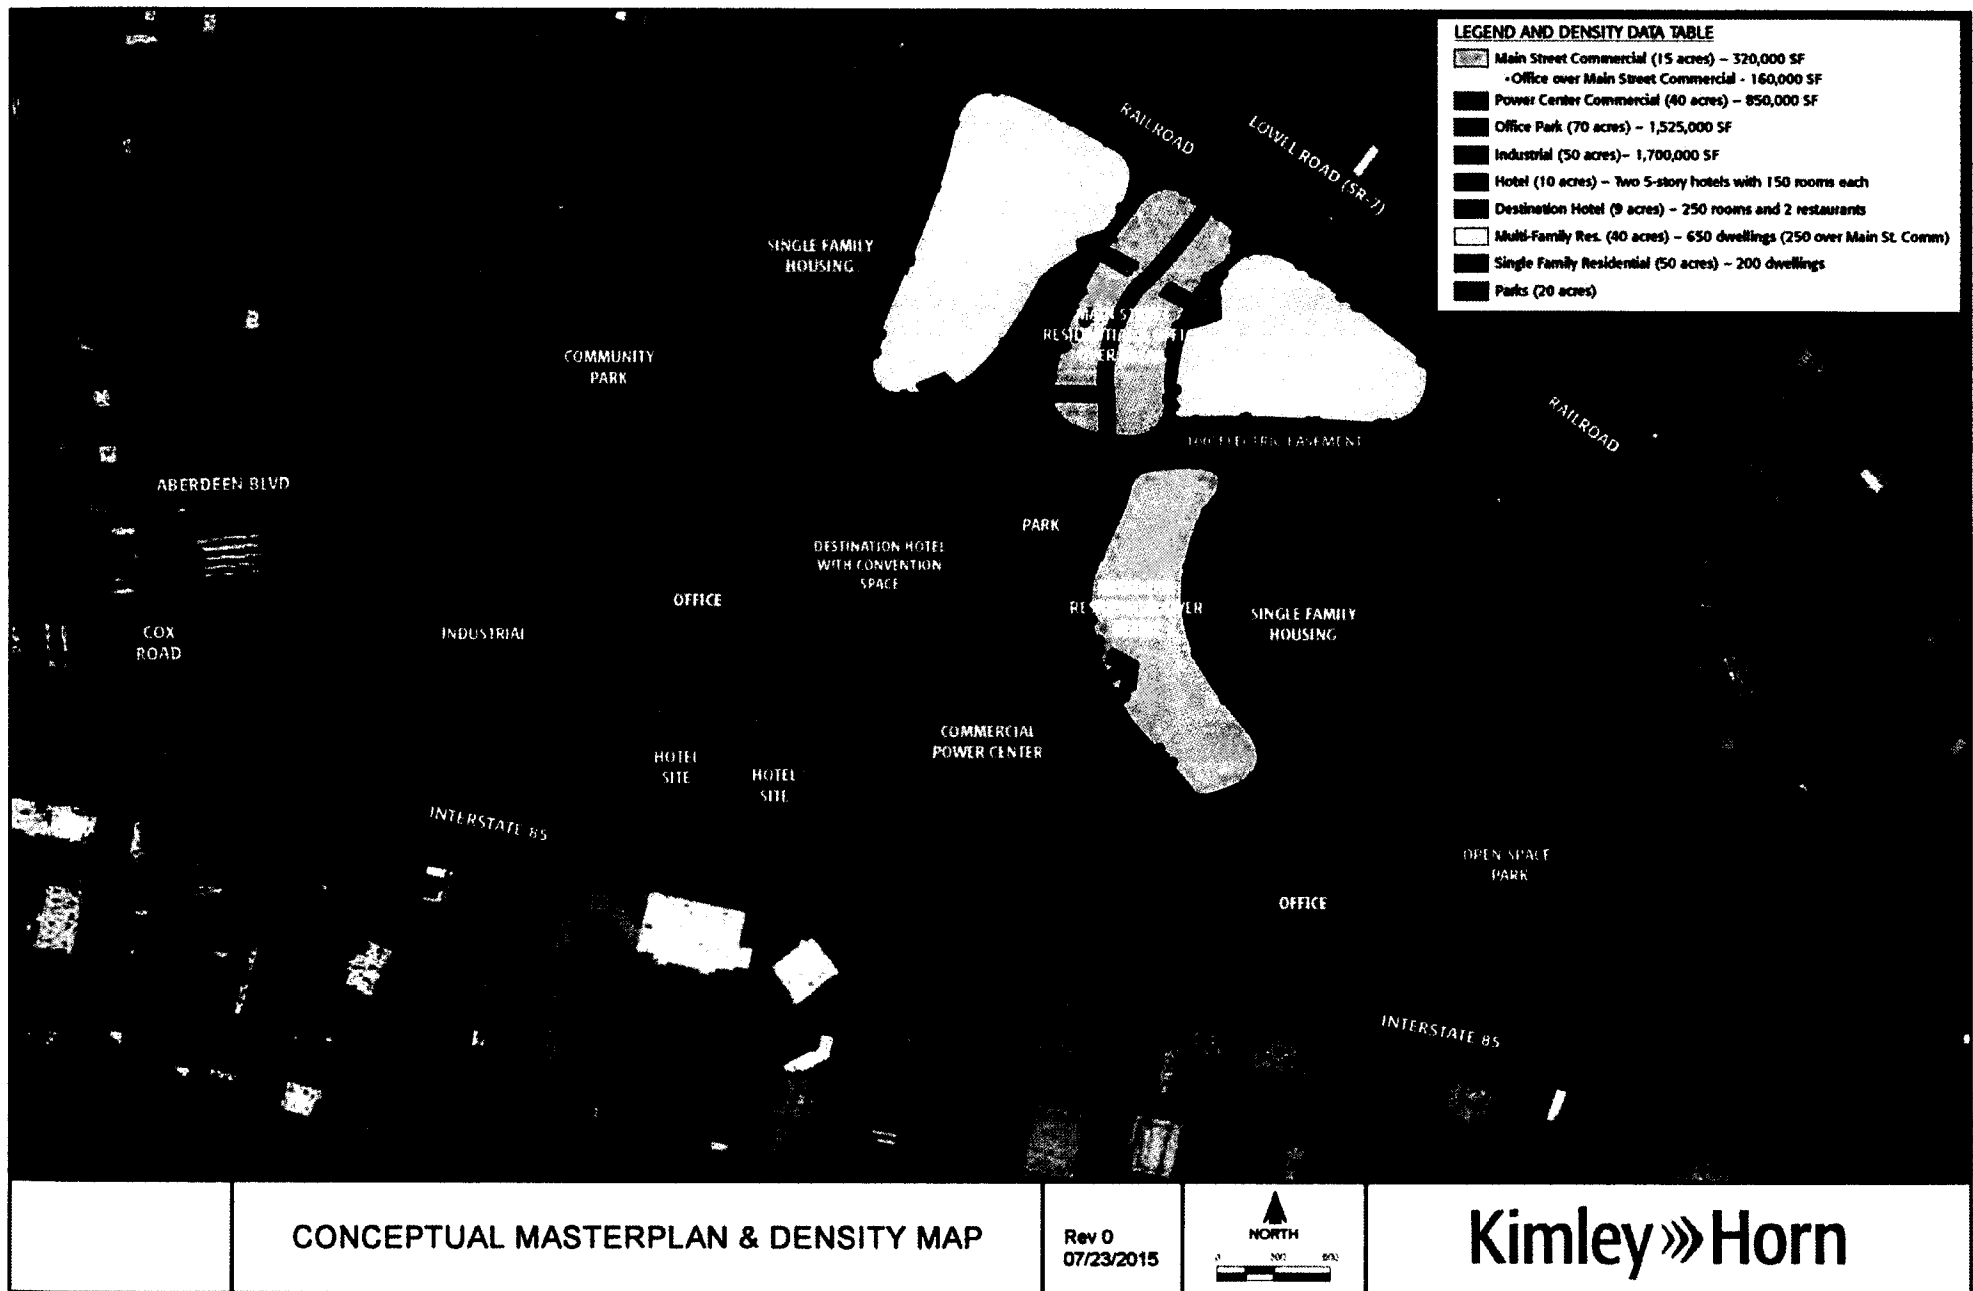 LEGEND AND DENSITY DATA TABLE
Main Street Commercial (15 acres) – 320,000 SF
•Office over Main Street Commercial - 160,000 SF
Power Center Commercial (40 acres) – 850,000 SF
Office Park (70 acres) – 1,525,000 SF
Industrial (50 acres)– 1,700,000 SF
Hotel (10 acres) – Two 5-story hotels with 150 rooms each
Destination Hotel (9 acres) – 250 rooms and 2 restaurants
Multi-Family Res. (40 acres) – 650 dwellings (250 over Main St. Comm)
Single Family Residential (50 acres) – 200 dwellings
Parks (20 acres)
RAILROAD
LOWEL ROAD (SR-7)
SINGLE FAMILY
HOUSING
MAIN
COMMUNITY
PARK
RAILROAD
ELECTRIC EASEMENT
ABERDEEN BLVD
PARK
DESTINATION HOTEL
WITH CONVENTION
SPACE
OFFICE
SINGLE FAMILY
HOUSING
COX
ROAD
INDUSTRIAL
COMMERCIAL
POWER CENTER
HOTEL
SITE
HOTEL
SITE
INTERSTATE 85
OPEN SPACE
PARK
OFFICE
INTERSTATE 85
CONCEPTUAL MASTERPLAN & DENSITY MAP
Rev 0
07/23/2015
NORTH
0 300 600
Kimley»Horn